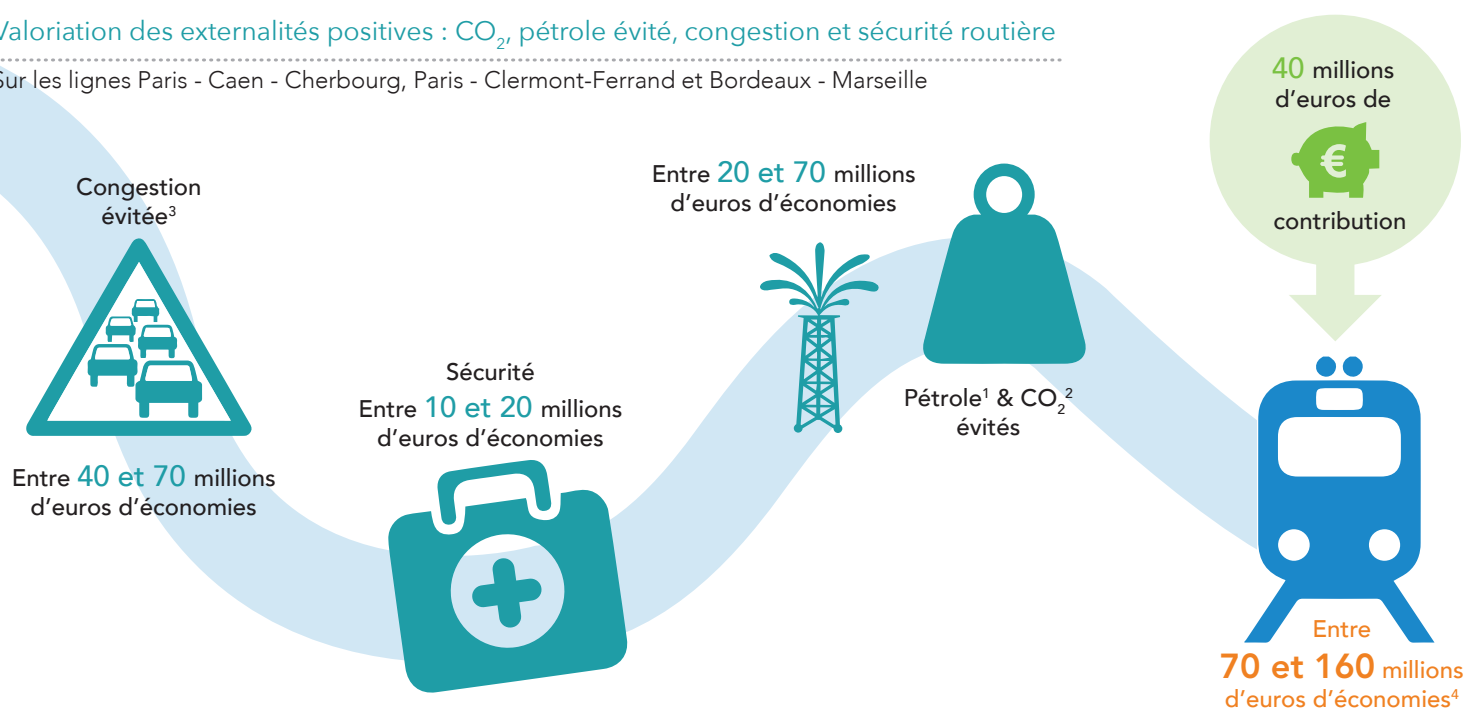 Valoriation des externalités positives : CO₂, pétrole évité, congestion et sécurité routière
Sur les lignes Paris - Caen - Cherbourg, Paris - Clermont-Ferrand et Bordeaux - Marseille
Congestion
évitée³
Entre 40 et 70 millions
d'euros d'économies
Sécurité
Entre 10 et 20 millions
d'euros d'économies
Entre 20 et 70 millions
d'euros d'économies
Pétrole¹ & CO₂²
évités
40 millions
d'euros de
€
contribution
Entre
70 et 160 millions
d'euros d'économies⁴